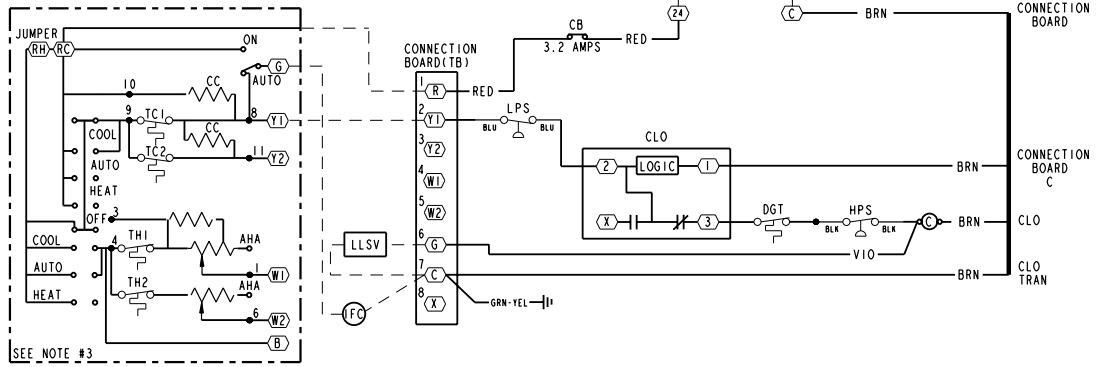 24
C
BRN
CONNECTION
BOARD
JUMPER
RH
RC
ON
CB
3.2 AMPS
RED
CONNECTION
BOARD(TB)
G
AUTO
1
R
RED
10
CC
9
TC1
8
Y1
2
Y1
BLU
LPS
BLU
CLO
COOL
CC
TC2
11
Y2
3
Y2
2
LOGIC
1
BRN
CONNECTION
BOARD
C
AUTO
HEAT
4
W1
OFF
3
5
W2
X
3
DGT
BLK
HPS
BLK
C
BRN
CLO
COOL
4
TH1
AHA
LLSV
6
G
VIO
AUTO
1
W1
7
C
BRN
CLO
TRAN
TH2
AHA
HEAT
8
X
GRN-YEL
6
W2
IFC
B
SEE NOTE #3